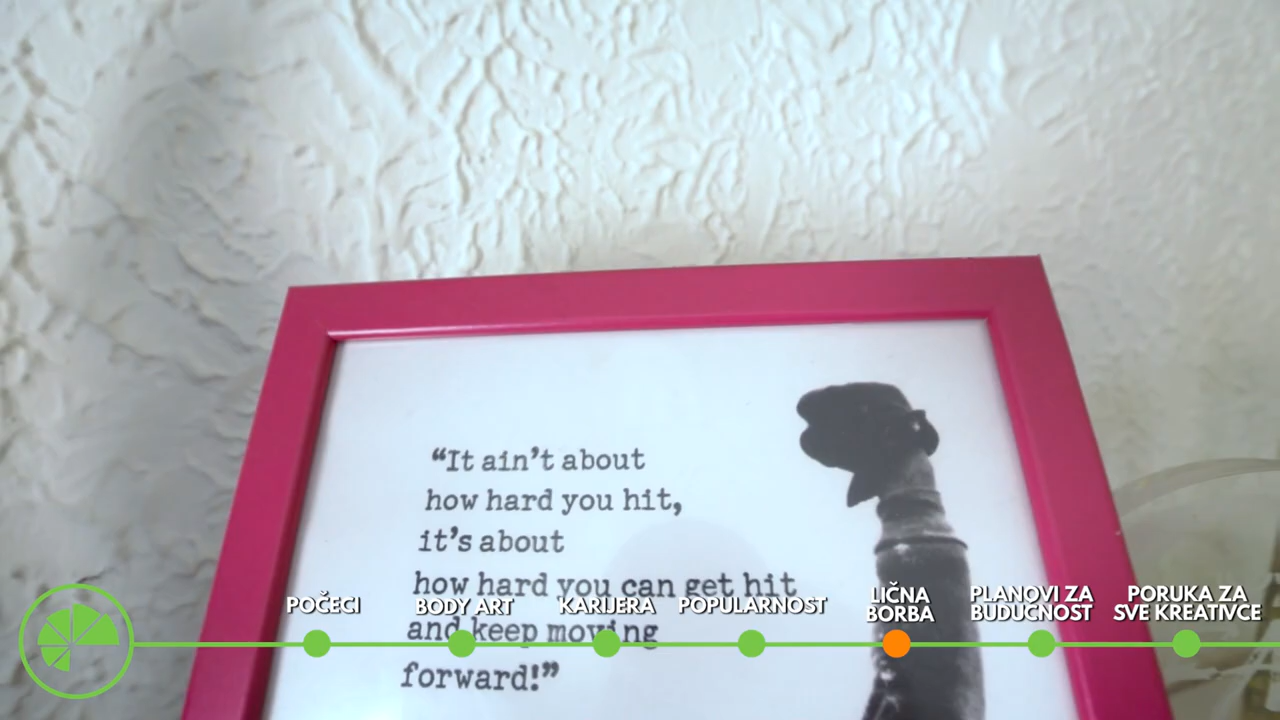 “It ain’t about
how hard you hit,
it’s about
how hard you can get hit
and keep moving
forward!”
POČECI
BODY ART
KARIJERA
POPULARNOST
LIČNA
BORBA
PLANOVI ZA
BUDUĆNOST
PORUKA ZA
SVE KREATIVCE